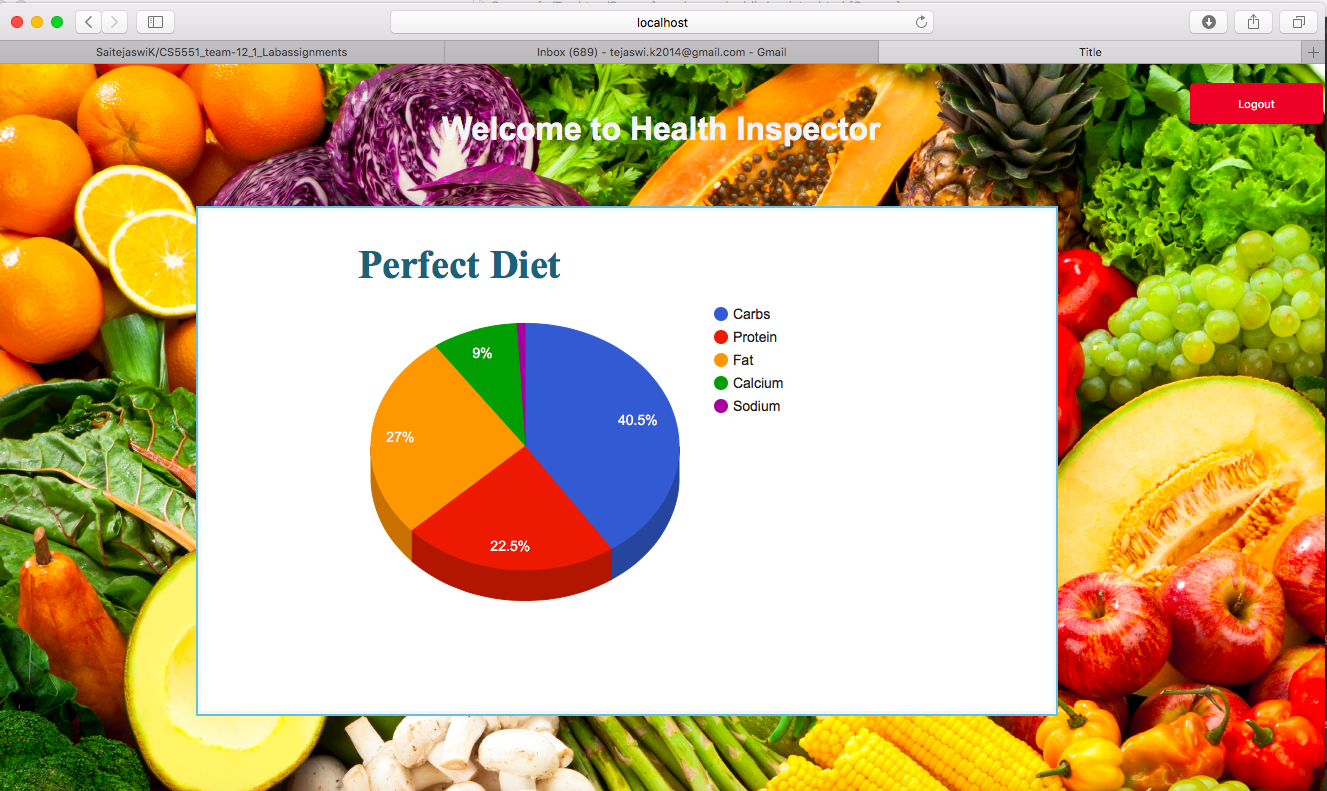 localhost
SaitejaswiK/CS5551_team-12_1_Labassignments
Inbox (689) - tejaswi.k2014@gmail.com - Gmail
Title
Logout
Welcome to Health Inspector
Perfect Diet
Carbs
Protein
Fat
Calcium
Sodium
9%
40.5%
27%
22.5%